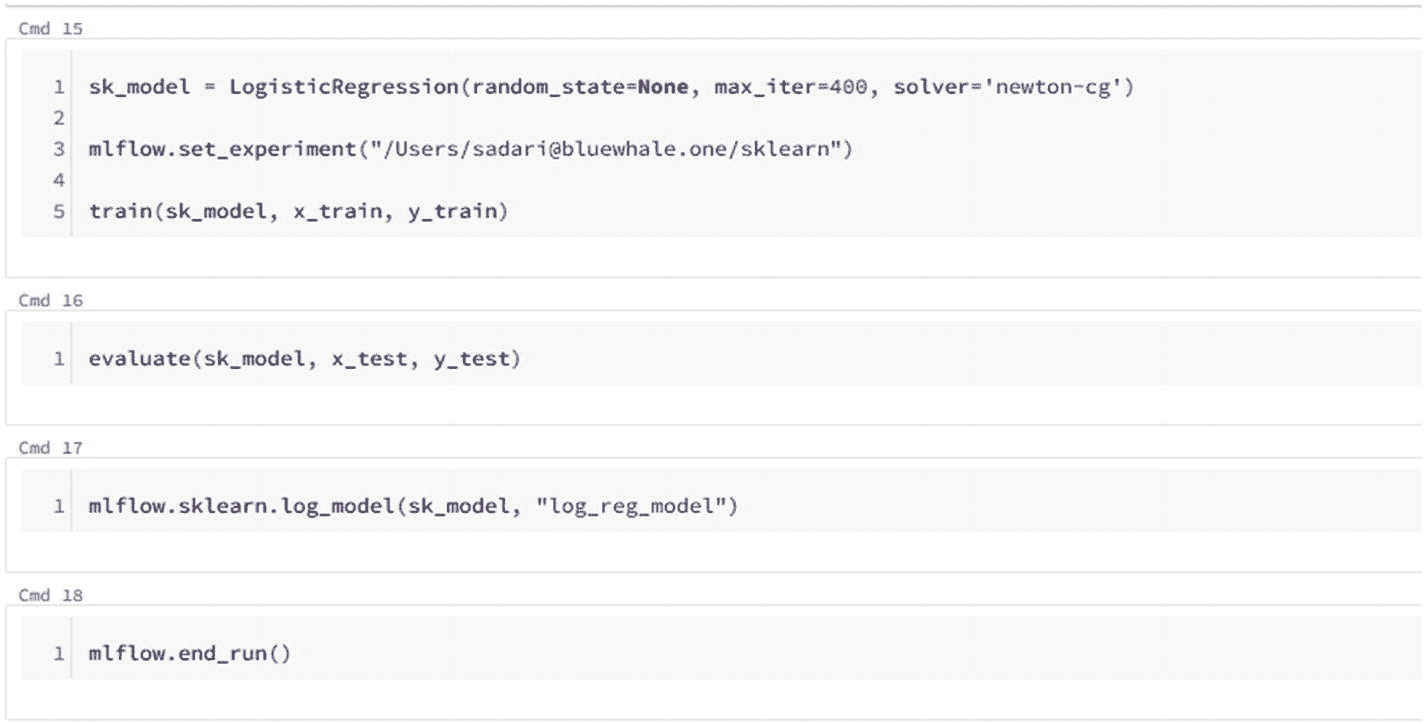 Cmd 15
1 sk_model = LogisticRegression(random_state=None, max_iter=400, solver='newton-cg')
2
3 mlflow.set_experiment("/Users/sadari@bluewhale.one/sklearn")
4
5 train(sk_model, x_train, y_train)
Cmd 16
1 evaluate(sk_model, x_test, y_test)
Cmd 17
1 mlflow.sklearn.log_model(sk_model, "log_reg_model")
Cmd 18
1 mlflow.end_run()